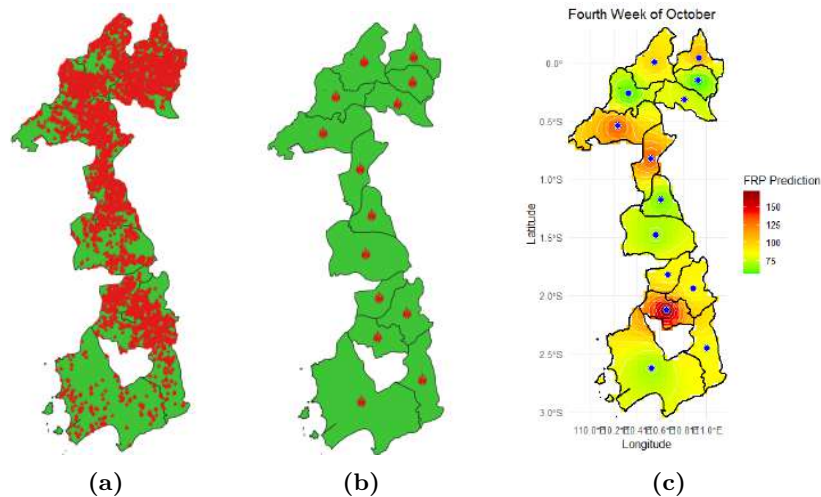 Fourth Week of October
0.0°
0.5°S
1.0°S
1.5°S
2.0°S
2.5°S
3.0°S
Latitude
Longitude
FRP Prediction
150
125
100
75
(a)
(b)
(c)